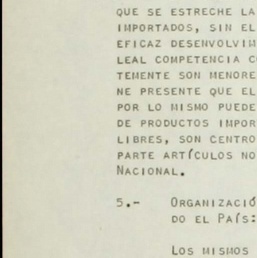 QUE SE ESTRECHE LA
IMPORTADOS, SIN EL
EFICAZ DESENVOLVIM
LEAL COMPETENCIA C
TEMENTE SON MENORE
NE PRESENTE QUE EL
POR LO MISMO PUEDE
DE PRODUCTOS IMPOR
LIBRES, SON CENTRO
PARTE ARTÍCULOS NO
NACIONAL.
5.- ORGANIZACIÓ
DO EL PAÍS:
LOS MISMOS